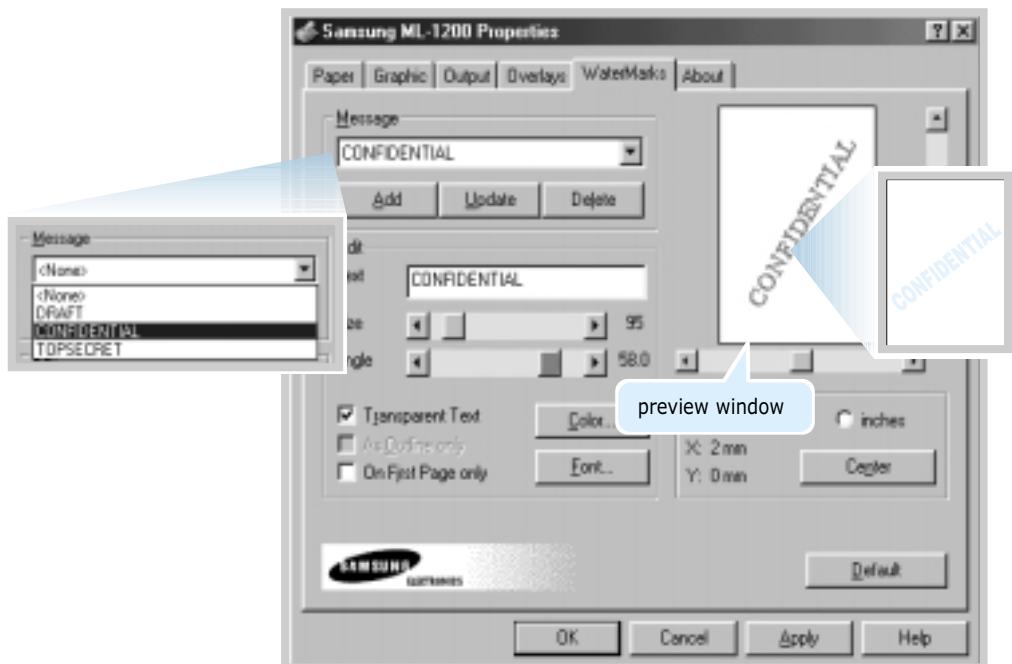 Samsung ML-1200 Properties
Paper Graphic Output Overlays WaterMarks About
Message
CONFIDENTIAL
Add Update Delete
Message
<None>
<None>
DRAFT
CONFIDENTIAL
TOPSECRET
CONFIDENTIAL
95
58.0
Transparent Text
As Outline only
On First Page only
Color...
Font...
CONFIDENTIAL
CONFIDENTIAL
preview window
inches
X: 2 mm
Y: 0 mm
Center
SAMSUNG
ELECTRONICS
Default
OK Cancel Apply Help